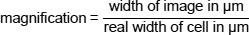 magnification = width of image in µm / real width of cell in µm